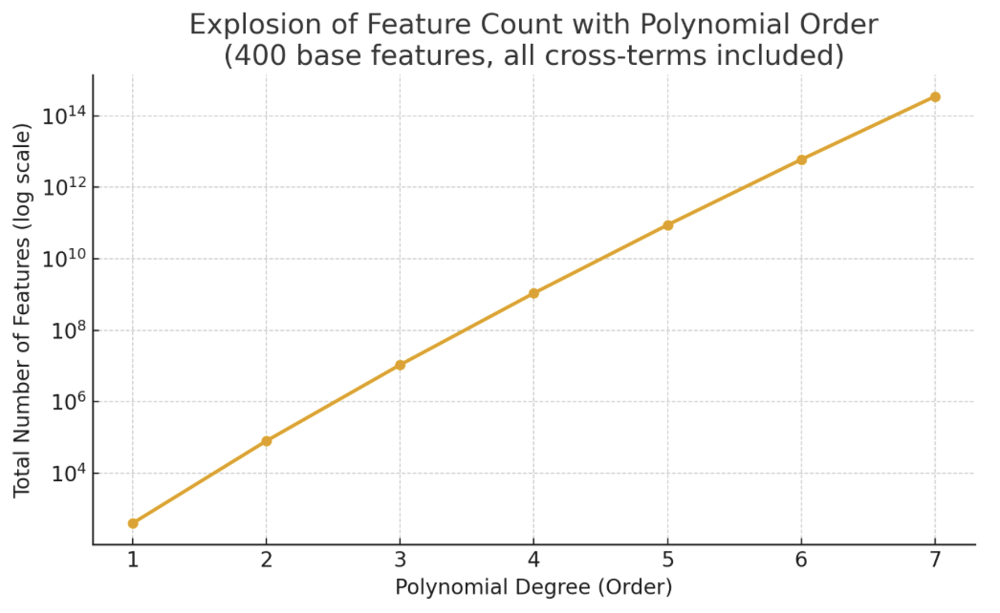 Explosion of Feature Count with Polynomial Order
(400 base features, all cross-terms included)
Total Number of Features (log scale)
10^14
10^12
10^10
10^8
10^6
10^4
1 2 3 4 5 6 7
Polynomial Degree (Order)